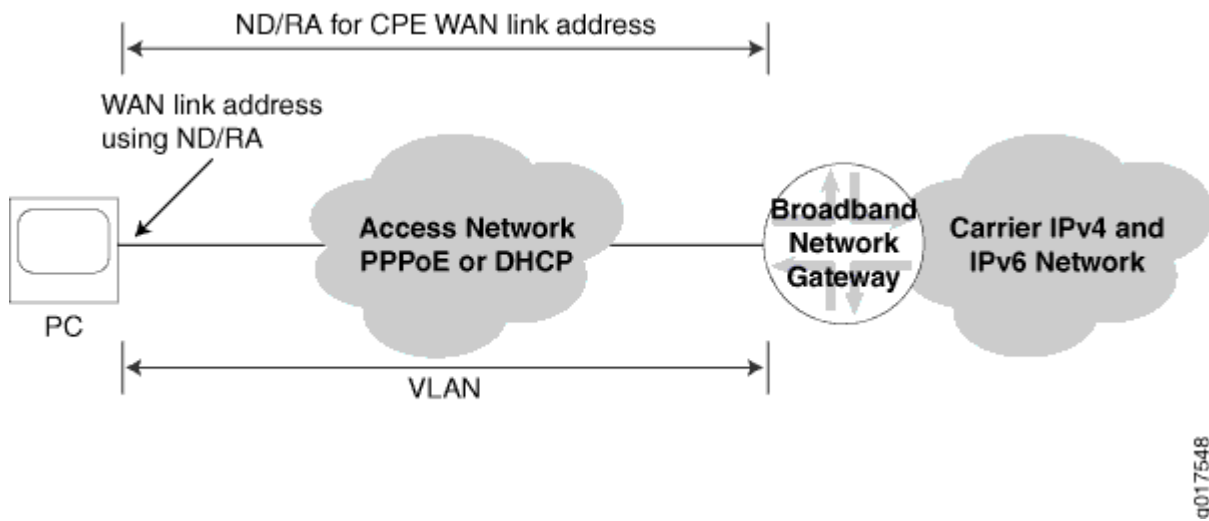 ND/RA for CPE WAN link address
WAN link address
using ND/RA
Access Network
PPPoE or DHCP
Broadband
Network
Gateway
Carrier IPv4 and
IPv6 Network
PC
VLAN
g017548